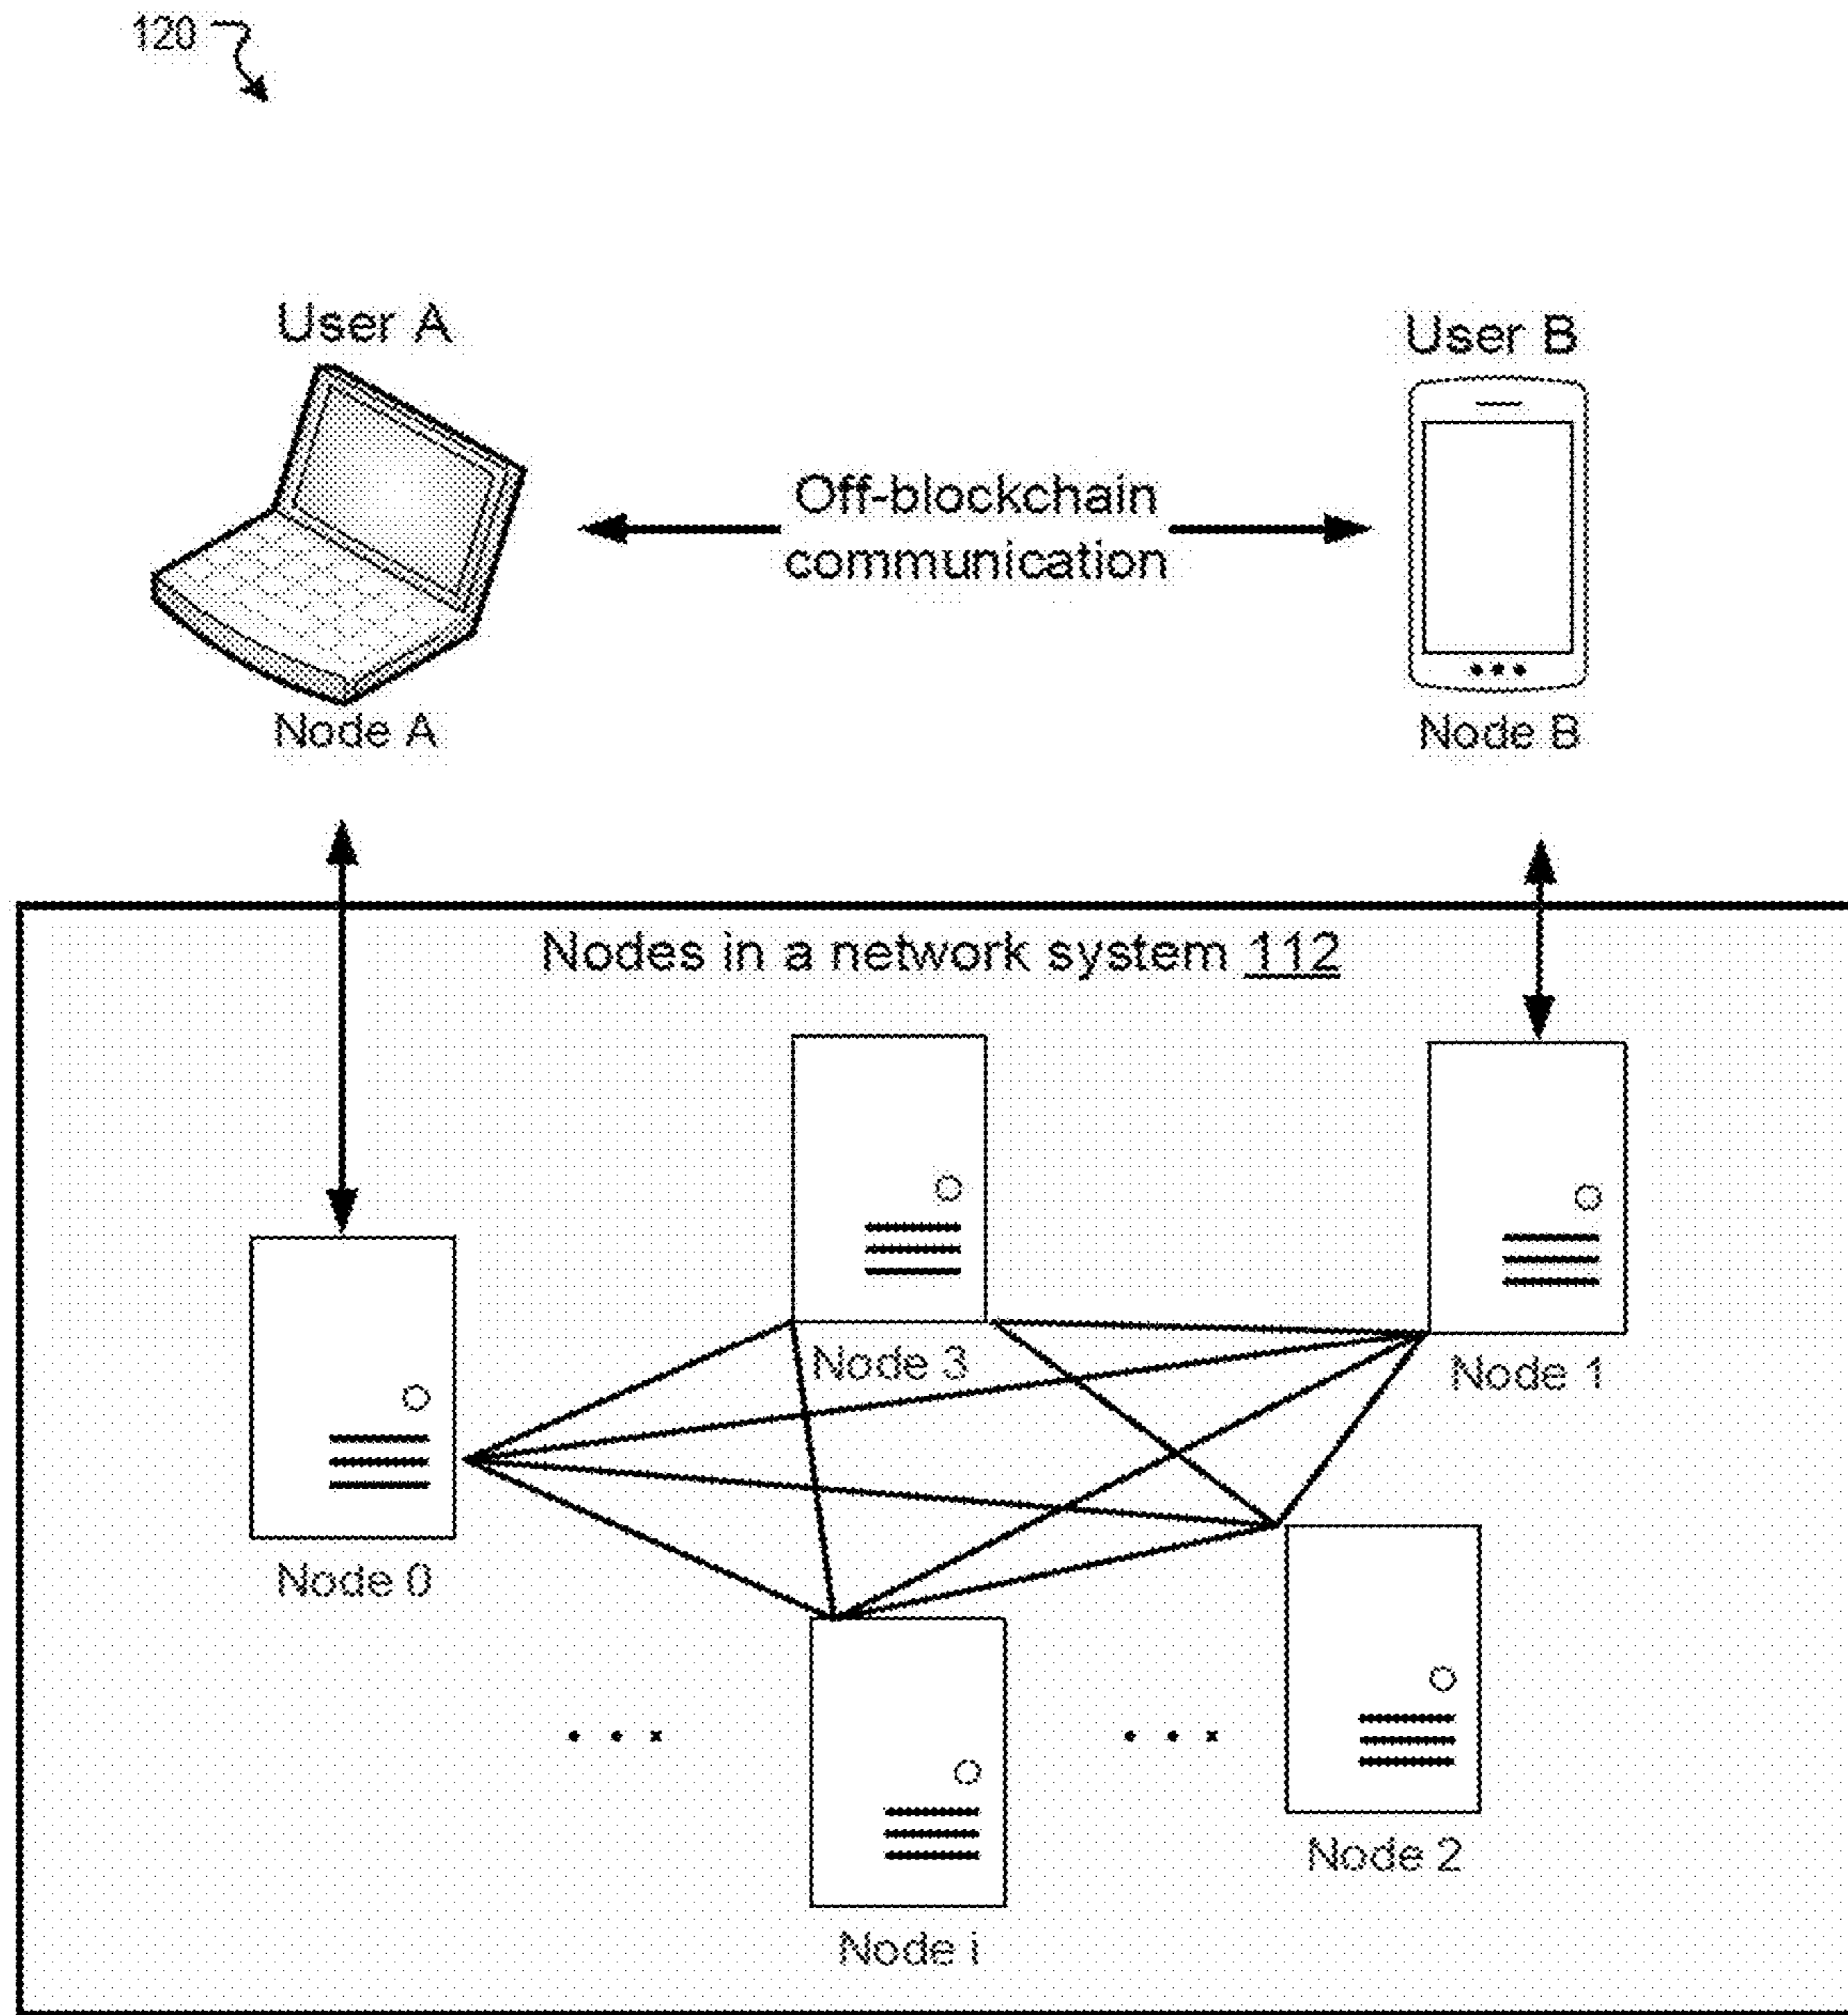 120
User A
User B
Off-blockchain
communication
Node A
Node B
Nodes in a network system 112
Node 3
Node 1
Node 0
Node 2
Node i